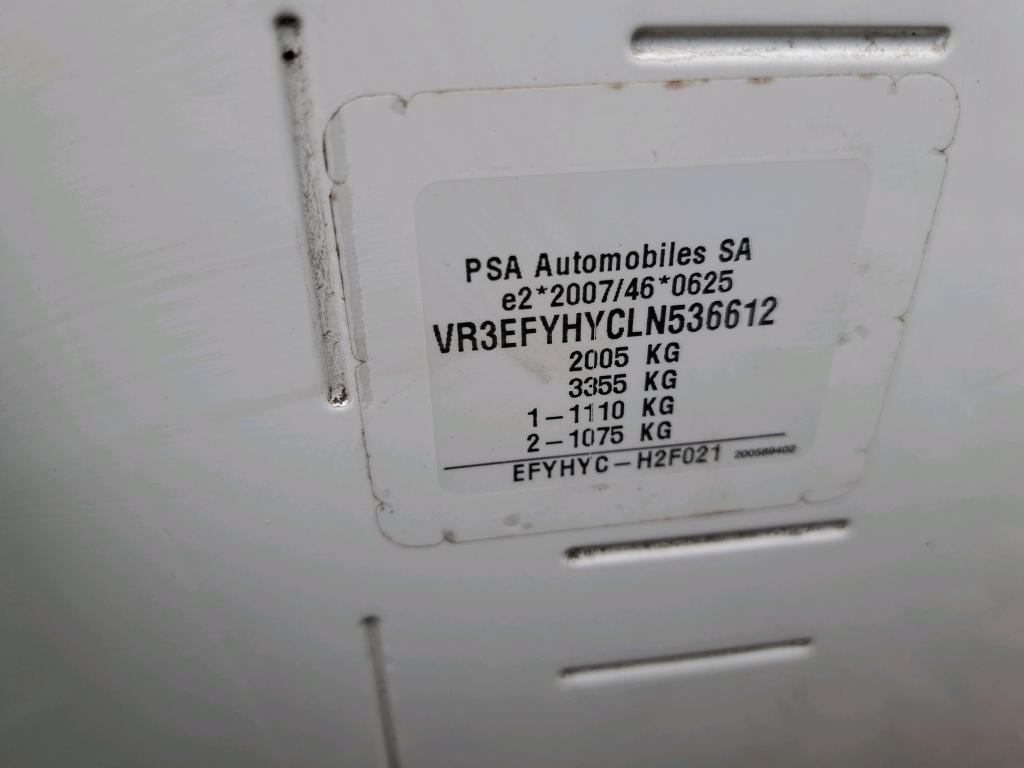 PSA Automobiles SA
e2*2007/46*0625
VR3EFYHYCLN536612
2005 KG
3355 KG
1-1110 KG
2-1075 KG
EFYHYC-H2F021 200589402